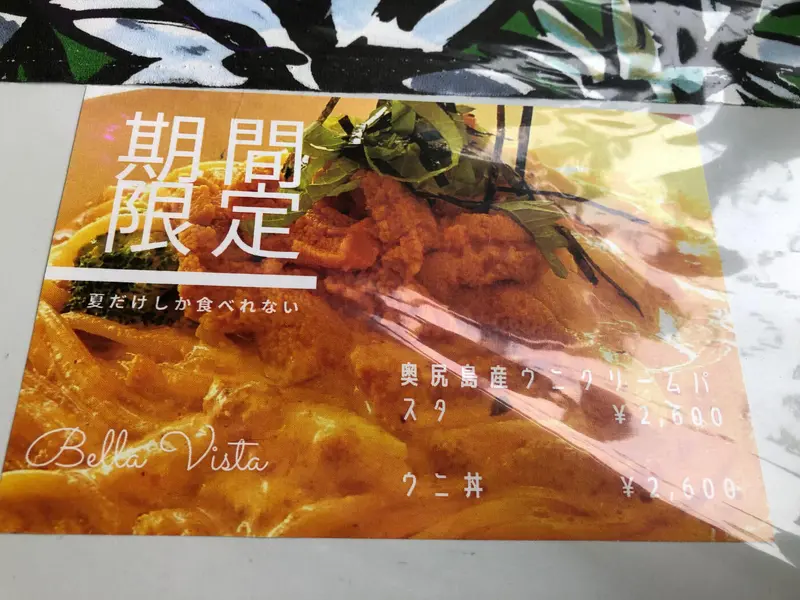 期間
限定
夏だけしか食べれない
奥尻島産ウニクリームパ
スタ ¥2,600
Bella Vista
ウニ丼 ¥2,600